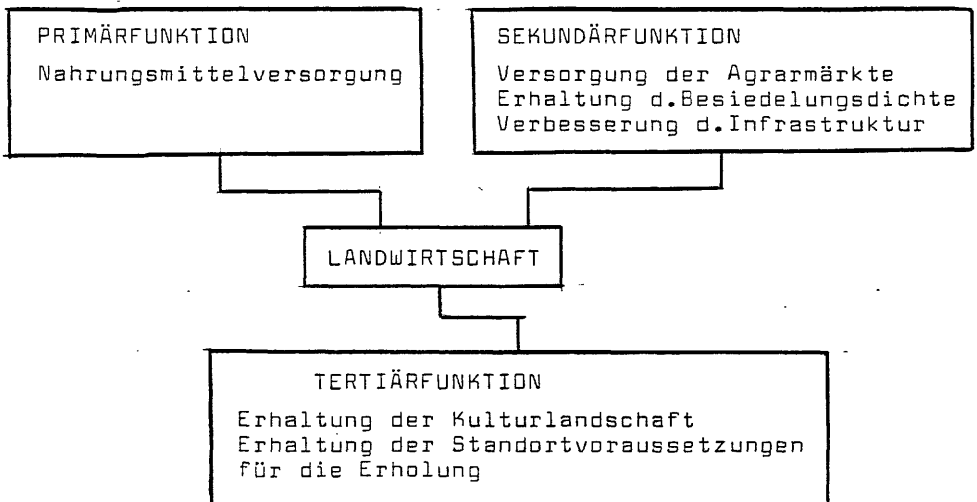 PRIMÄRFUNKTION
Nahrungsmittelversorgung
SEKUNDÄRFUNKTION
Versorgung der Agrarmärkte
Erhaltung d.Besiedelungsdichte
Verbesserung d.Infrastruktur
LANDWIRTSCHAFT
TERTIÄRFUNKTION
Erhaltung der Kulturlandschaft
Erhaltung der Standortvoraussetzungen
für die Erholung